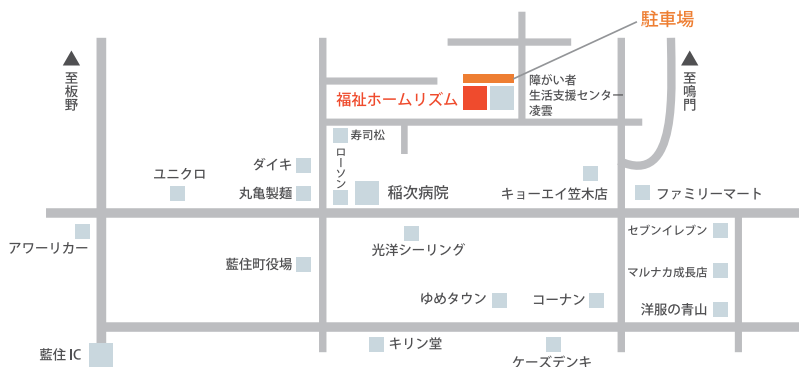 駐車場
至板野
至鳴門
福祉ホームリズム
障がい者
生活支援センター
凌雲
寿司松
ローソン
ダイキ
ユニクロ
丸亀製麺
稲次病院
キョーエイ笠木店
ファミリーマート
アワーリカー
光洋シーリング
セブンイレブン
藍住町役場
マルナカ成長店
ゆめタウン
コーナン
洋服の青山
藍住 IC
キリン堂
ケーズデンキ